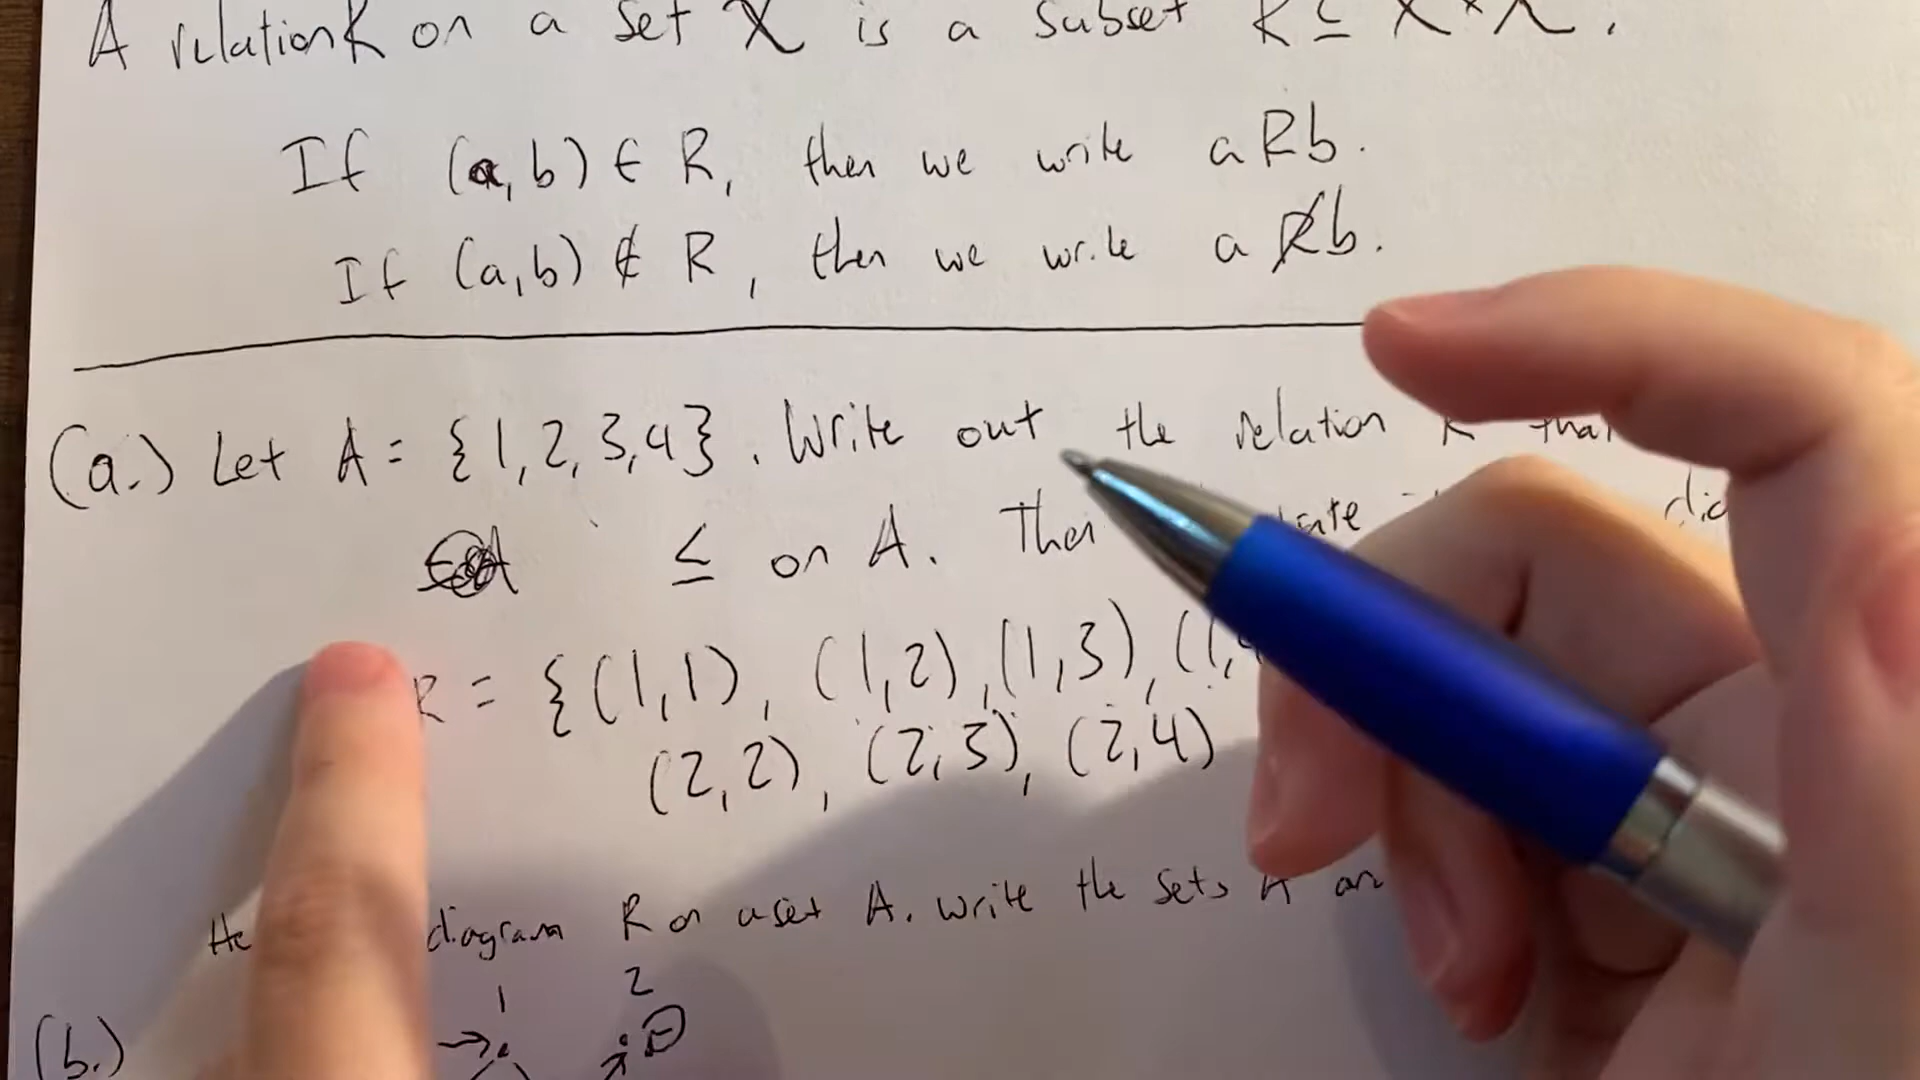 A relation R on a set X is a subset R ⊆ X × X.
If (a, b) ∈ R, then we write a R b.
If (a, b) ∉ R, then we write a R̸ b.
(a.) Let A = {1, 2, 3, 4}. Write out the relation R that
≤ on A. Then
R = {(1,1), (1,2), (1,3), (1,
(2,2), (2,3), (2,4)
diagram R on a set A. Write the sets A
1 2
(b.)